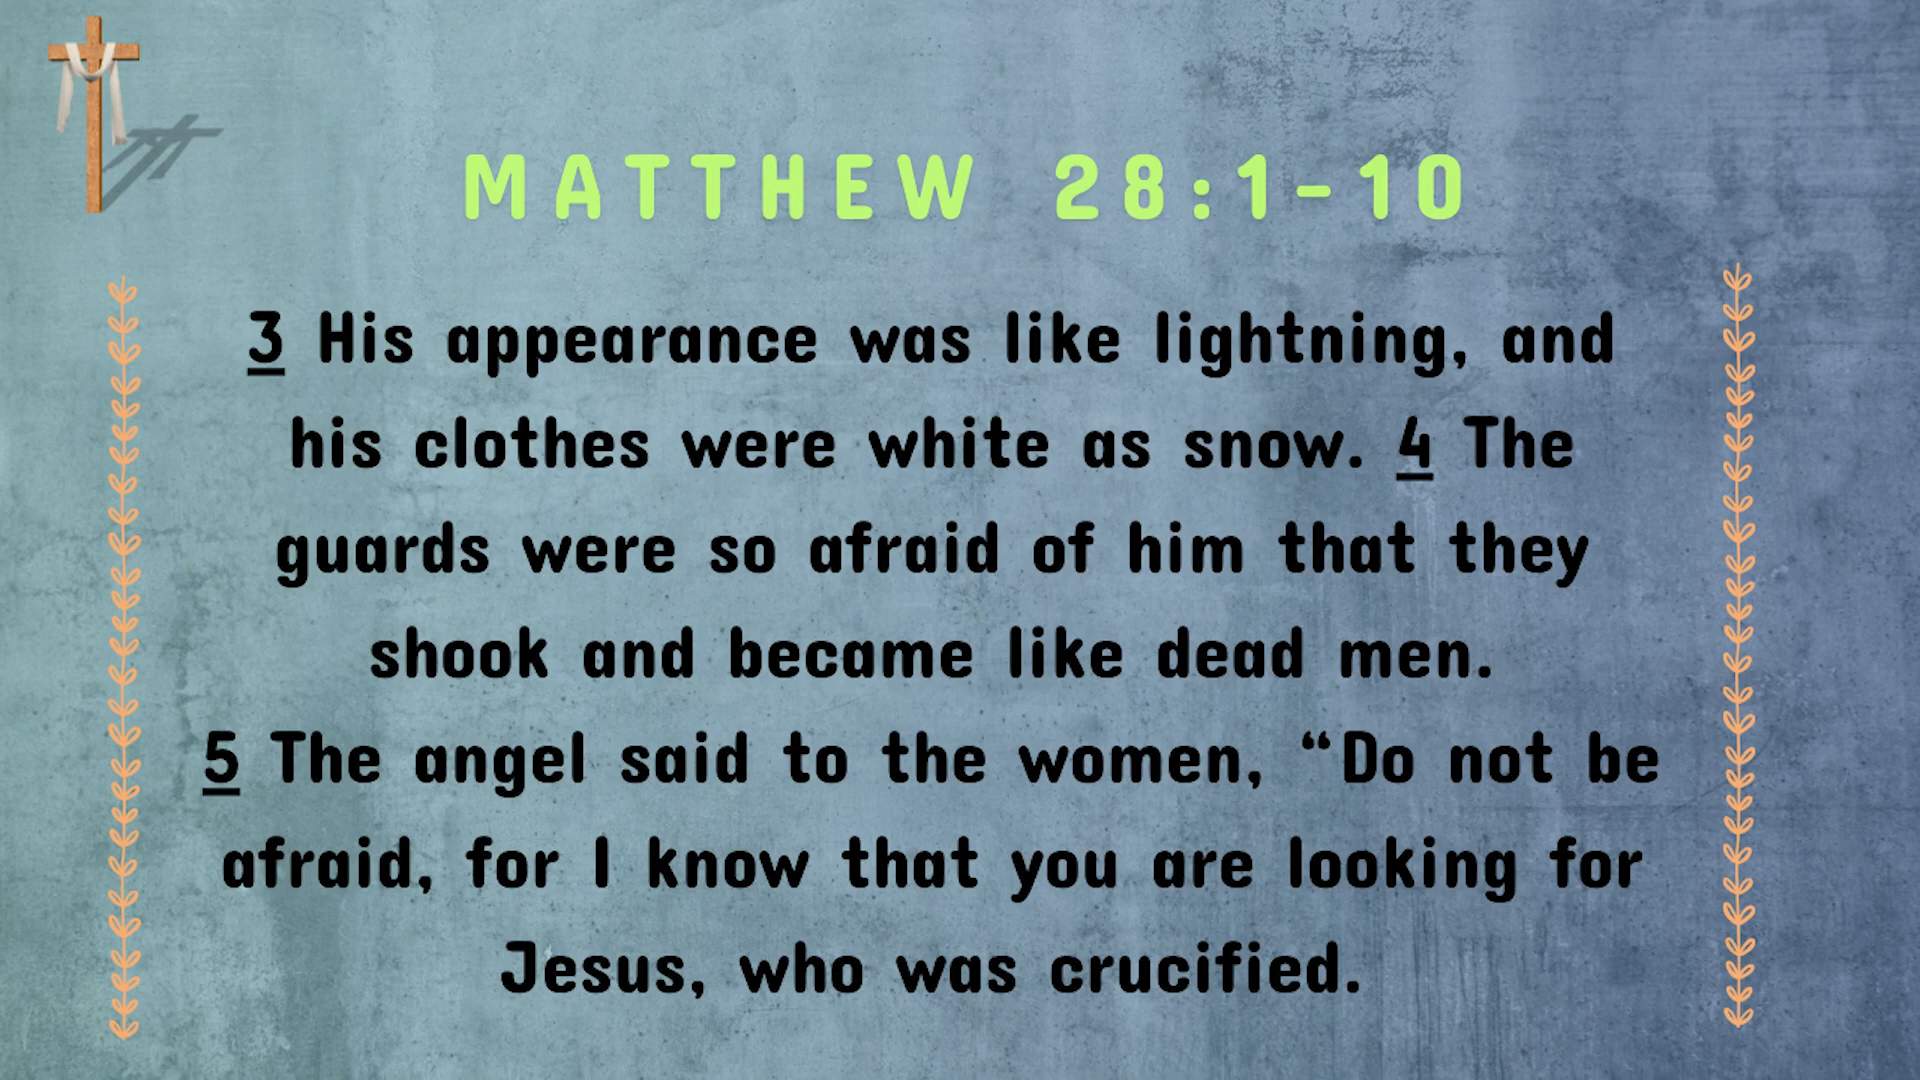 MATTHEW 28:1-10
3 His appearance was like lightning, and
his clothes were white as snow. 4 The
guards were so afraid of him that they
shook and became like dead men.
5 The angel said to the women, “Do not be
afraid, for I know that you are looking for
Jesus, who was crucified.